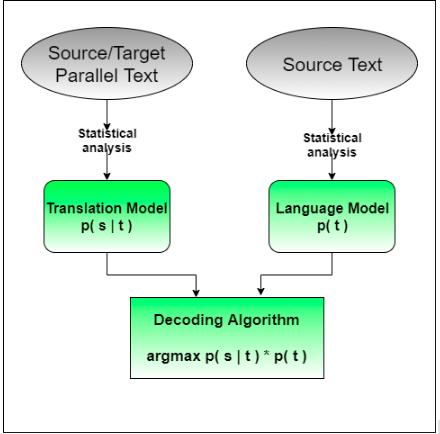 Source/Target
Parallel Text
Source Text
Statistical
analysis
Statistical
analysis
Translation Model
p( s | t )
Language Model
p( t )
Decoding Algorithm
argmax p( s | t ) * p( t )